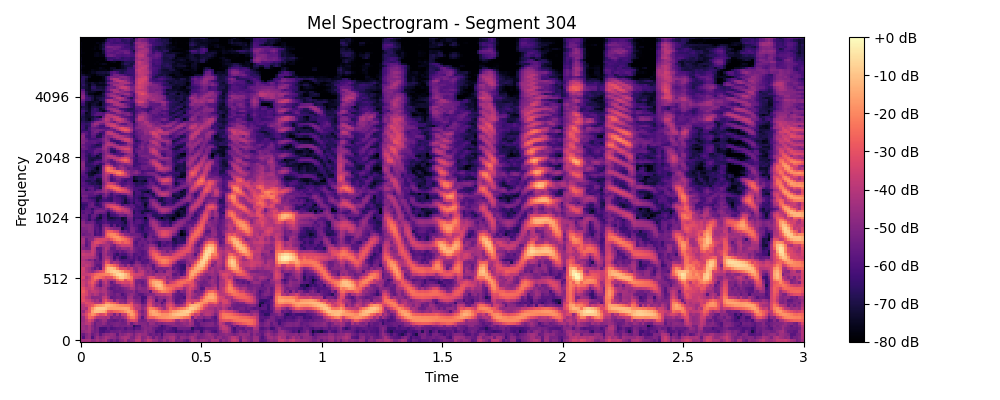 Mel Spectrogram - Segment 304
+0 dB
-10 dB
-20 dB
-30 dB
-40 dB
-50 dB
-60 dB
-70 dB
-80 dB
Frequency
4096
2048
1024
512
0
0 0.5 1 1.5 2 2.5 3
Time